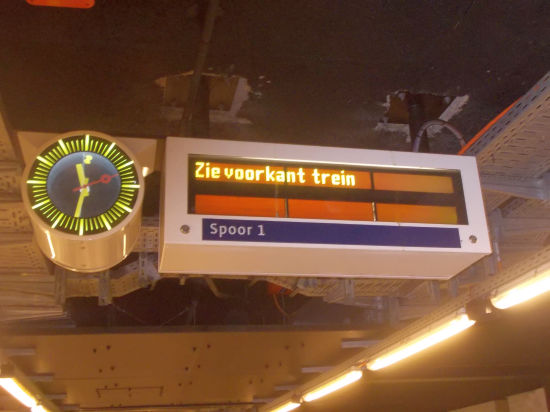 Zie voorkant trein
Spoor 1